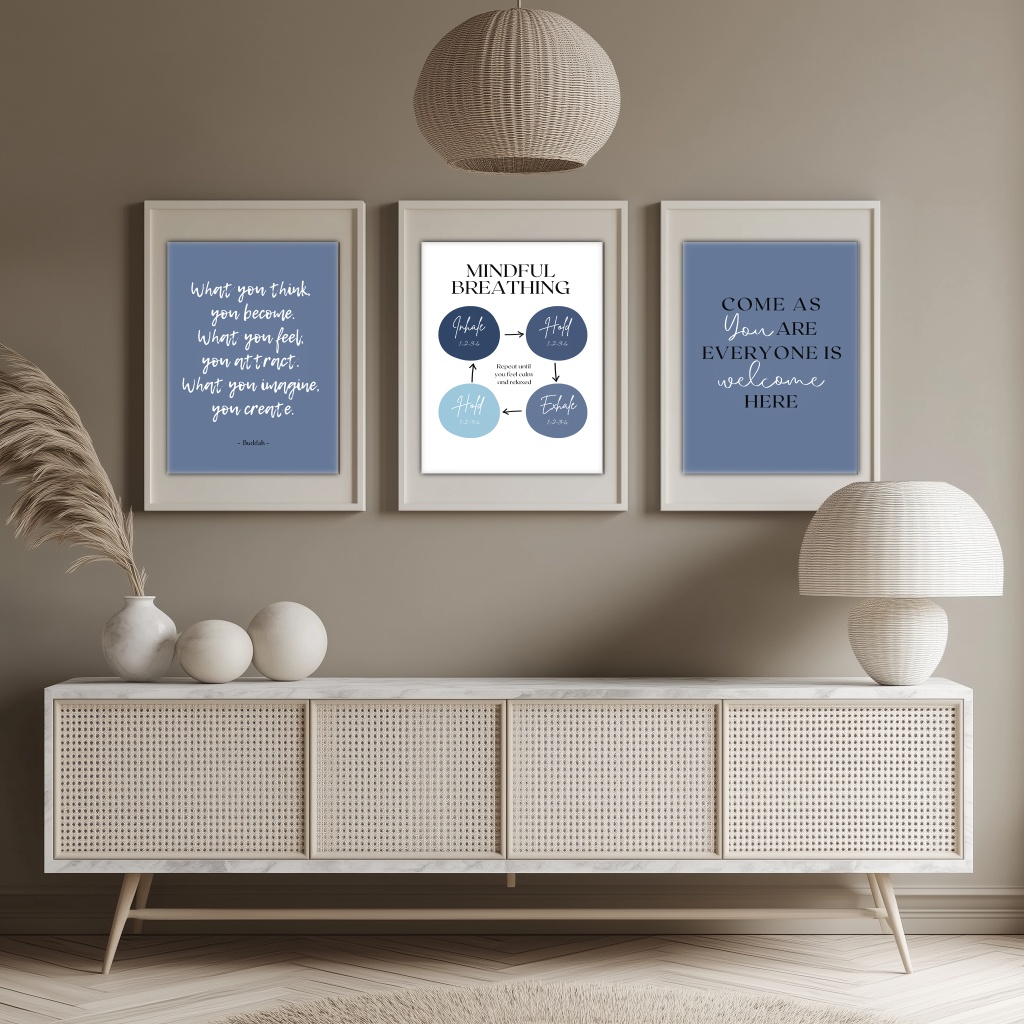 What you think,
you become.
What you feel,
you attract.
What you imagine,
you create.
- Buddah -
MINDFUL
BREATHING
Inhale
1-2-3-4
Hold
1-2-3-4
Repeat until
you feel calm
and relaxed
Hold
1-2-3-4
Exhale
1-2-3-4
COME AS
You ARE
EVERYONE IS
welcome
HERE